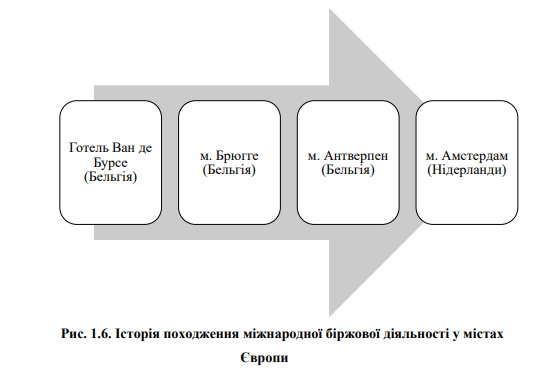 Готель Ван де
Бурсе
(Бельгія)
м. Брюгге
(Бельгія)
м. Антверпен
(Бельгія)
м. Амстердам
(Нідерланди)
Рис. 1.6. Історія походження міжнародної біржової діяльності у містах
Європи